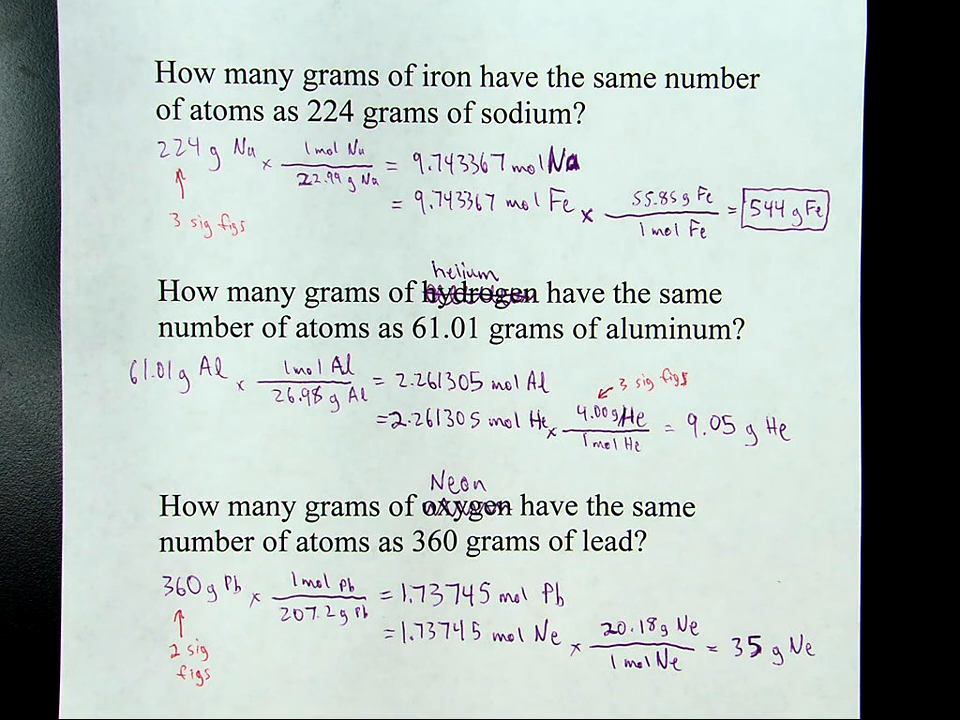 How many grams of iron have the same number
of atoms as 224 grams of sodium?
224 g Na × 1 mol Na / 22.99 g Na = 9.743367 mol Na
= 9.743367 mol Fe × 55.85 g Fe / 1 mol Fe = 544 g Fe
3 sig figs
helium
How many grams of hydrogen have the same
number of atoms as 61.01 grams of aluminum?
61.01 g Al × 1 mol Al / 26.98 g Al = 2.261305 mol Al
3 sig figs
= 2.261305 mol He × 4.00 g He / 1 mol He = 9.05 g He
Neon
How many grams of oxygen have the same
number of atoms as 360 grams of lead?
360 g Pb × 1 mol Pb / 207.2 g Pb = 1.73745 mol Pb
= 1.73745 mol Ne × 20.18 g Ne / 1 mol Ne = 35 g Ne
2 sig
figs